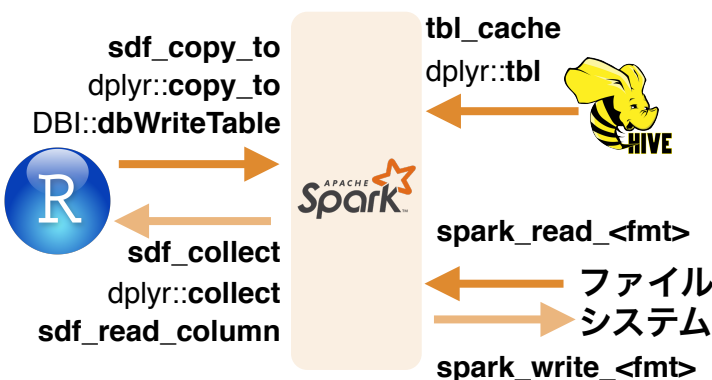 sdf_copy_to
dplyr::copy_to
DBI::dbWriteTable
R
sdf_collect
dplyr::collect
sdf_read_column
APACHE
Spark
TM
tbl_cache
dplyr::tbl
HIVE
spark_read_<fmt>
ファイル
システム
spark_write_<fmt>